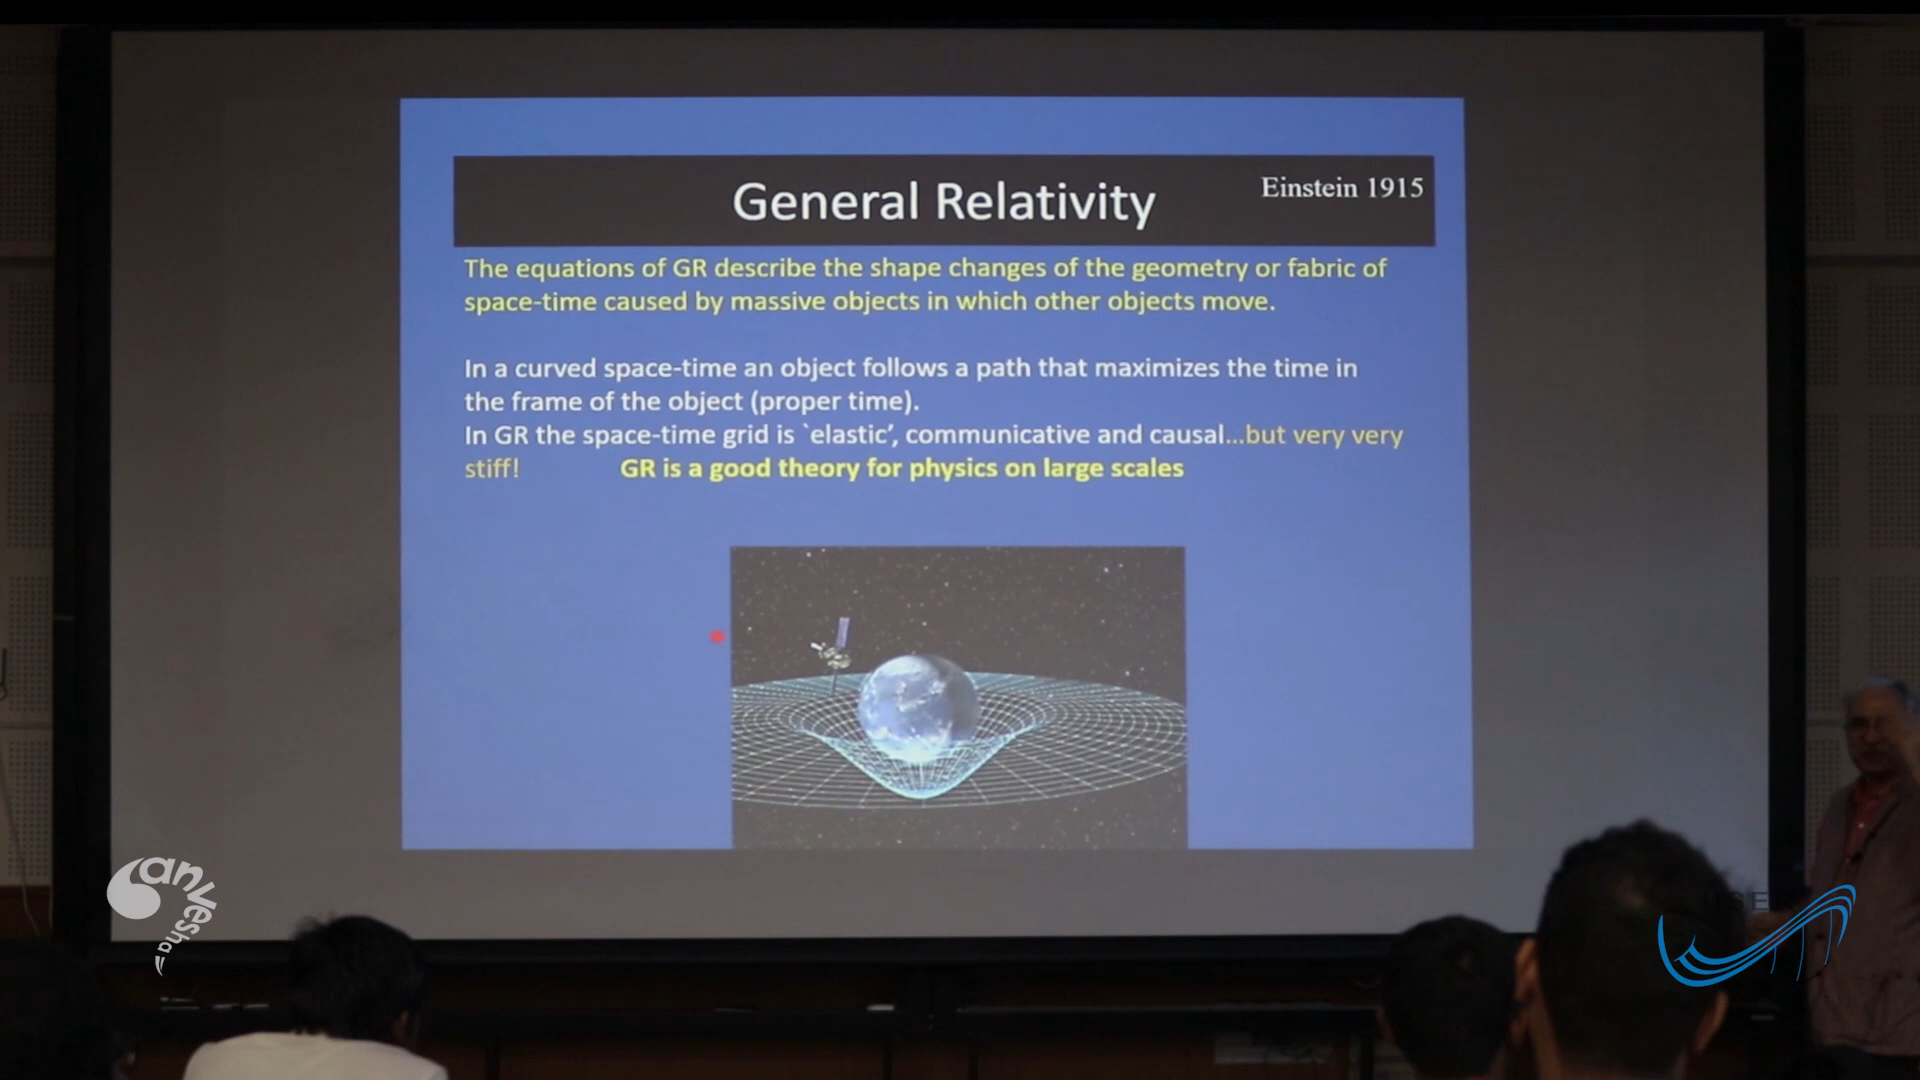 General Relativity
Einstein 1915
The equations of GR describe the shape changes of the geometry or fabric of
space-time caused by massive objects in which other objects move.
In a curved space-time an object follows a path that maximizes the time in
the frame of the object (proper time).
In GR the space-time grid is `elastic’, communicative and causal...but very very
stiff! GR is a good theory for physics on large scales
anvesha